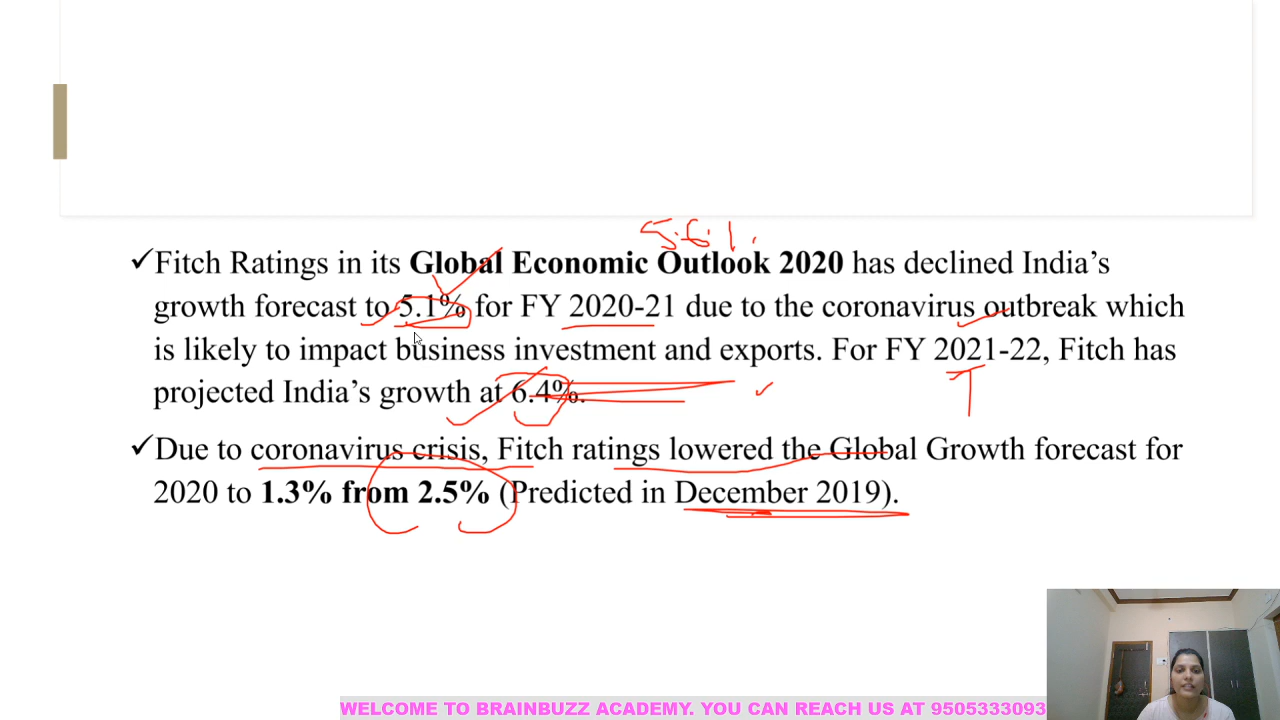 5.6%
✓Fitch Ratings in its Global Economic Outlook 2020 has declined India's
growth forecast to 5.1% for FY 2020-21 due to the coronavirus outbreak which
is likely to impact business investment and exports. For FY 2021-22, Fitch has
projected India's growth at 6.4%.
✓Due to coronavirus crisis, Fitch ratings lowered the Global Growth forecast for
2020 to 1.3% from 2.5% (Predicted in December 2019).
WELCOME TO BRAINBUZZ ACADEMY. YOU CAN REACH US AT 9505333093